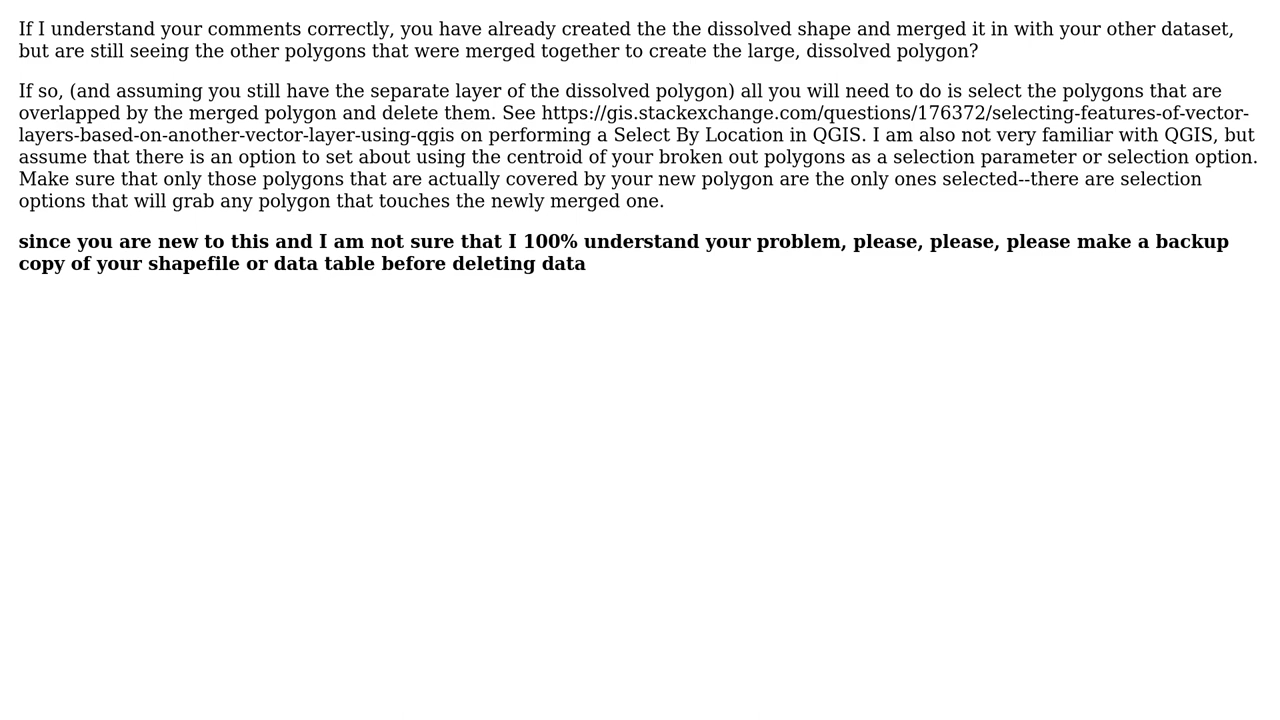 If I understand your comments correctly, you have already created the the dissolved shape and merged it in with your other dataset,
but are still seeing the other polygons that were merged together to create the large, dissolved polygon?
If so, (and assuming you still have the separate layer of the dissolved polygon) all you will need to do is select the polygons that are
overlapped by the merged polygon and delete them. See https://gis.stackexchange.com/questions/176372/selecting-features-of-vector-
layers-based-on-another-vector-layer-using-qgis on performing a Select By Location in QGIS. I am also not very familiar with QGIS, but
assume that there is an option to set about using the centroid of your broken out polygons as a selection parameter or selection option.
Make sure that only those polygons that are actually covered by your new polygon are the only ones selected--there are selection
options that will grab any polygon that touches the newly merged one.
since you are new to this and I am not sure that I 100% understand your problem, please, please, please make a backup
copy of your shapefile or data table before deleting data